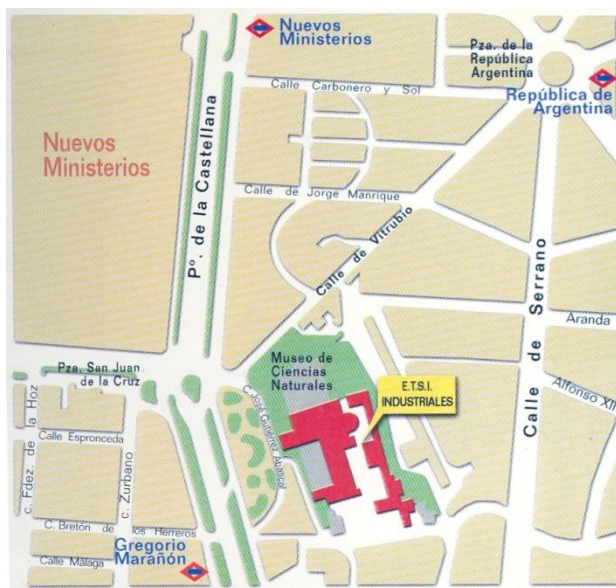 Nuevos
Ministerios
Pza. de la
República
Argentina
República de
Argentina
Calle Carbonero y Sol
Nuevos
Ministerios
Pº. de la Castellana
Calle de Jorge Manrique
Calle de Vitrubio
Calle de Serrano
Aranda
Pza. San Juan
de la Cruz
Museo de
Ciencias
Naturales
E.T.S.I.
INDUSTRIALES
Alfonso XII
C. José Gutiérrez Abascal
c. Fdez. de la Hoz
Calle Espronceda
c. Zurbano
C. Bretón de los Herreros
Gregorio
Marañón
Calle Málaga